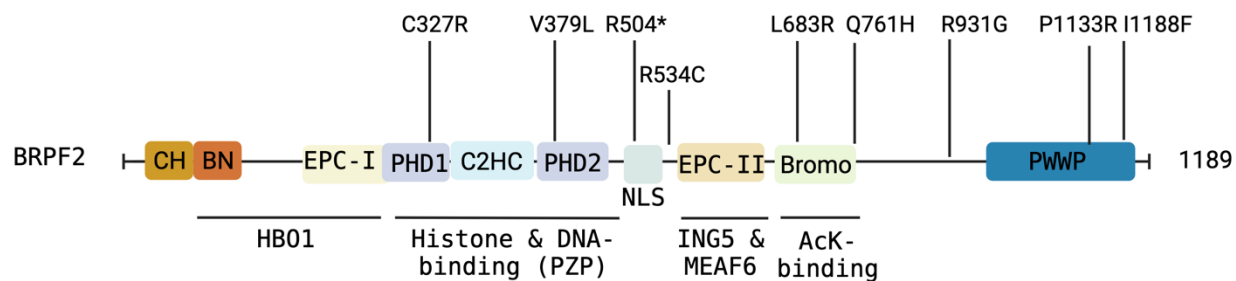 C327R V379L R504* L683R Q761H R931G P1133R I1188F
R534C
BRPF2 CH BN EPC-I PHD1 C2HC PHD2 EPC-II Bromo PWWP 1189
NLS
HBO1 Histone & DNA- ING5 & AcK-
binding (PZP) MEAF6 binding